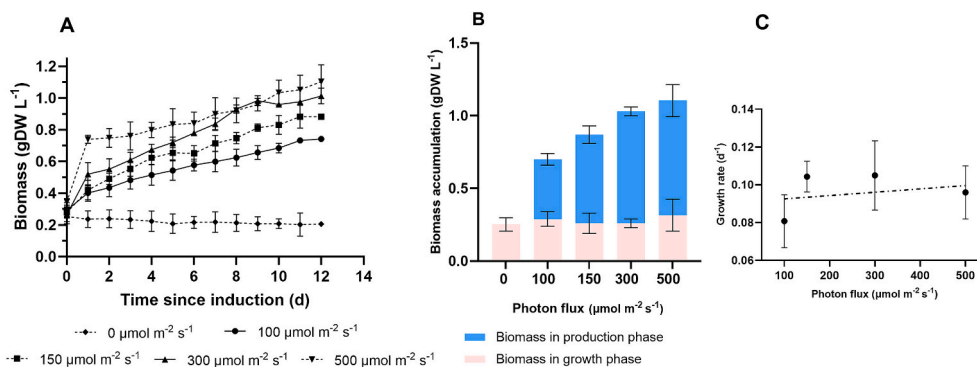 A
Biomass (gDW L⁻¹)
1.2
1.0
0.8
0.6
0.4
0.2
0.0
0 2 4 6 8 10 12 14
Time since induction (d)
0 µmol m⁻² s⁻¹
100 µmol m⁻² s⁻¹
150 µmol m⁻² s⁻¹
300 µmol m⁻² s⁻¹
500 µmol m⁻² s⁻¹
B
Biomass accumulation (gDW L⁻¹)
1.5
1.0
0.5
0.0
0 100 150 300 500
Photon flux (µmol m⁻² s⁻¹)
Biomass in production phase
Biomass in growth phase
C
Growth rate (d⁻¹)
0.14
0.12
0.10
0.08
0.06
100 200 300 400 500
Photon flux (µmol m⁻² s⁻¹)